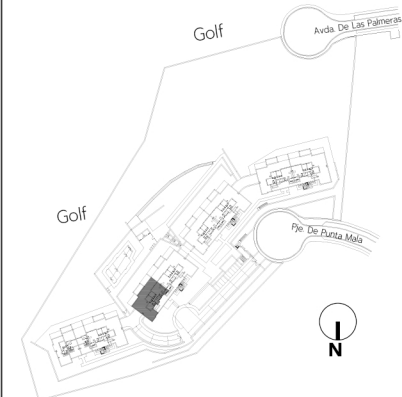 Golf
Avda. De Las Palmeras
Golf
Pje. De Punta Mala
N